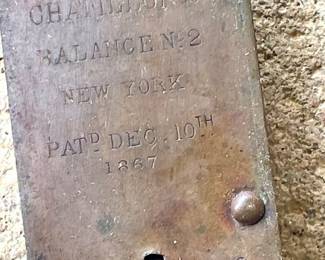 BALANCE Nº 2
NEW YORK
PATD DEC. 10TH
1867